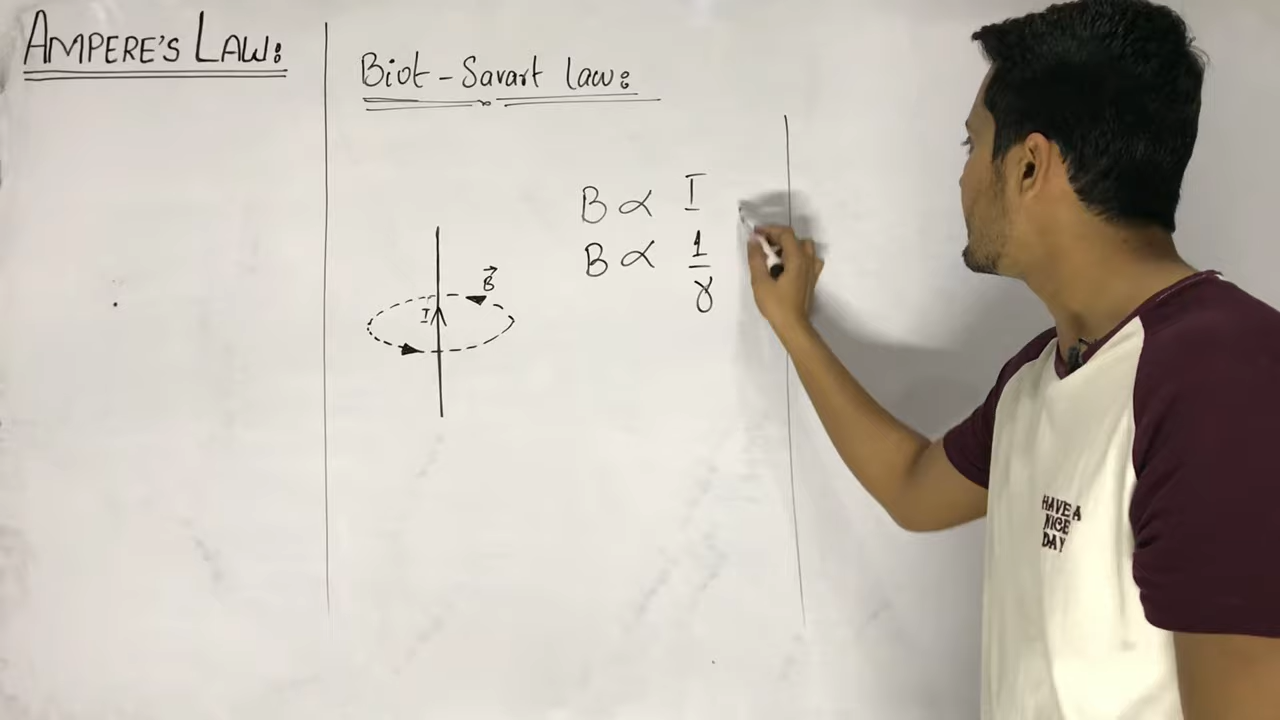 AMPERE'S LAW:
Biot - Savart law:
B ∝ I
B ∝ 1/r
B⃗
I
HAVE A
NICE
DAY